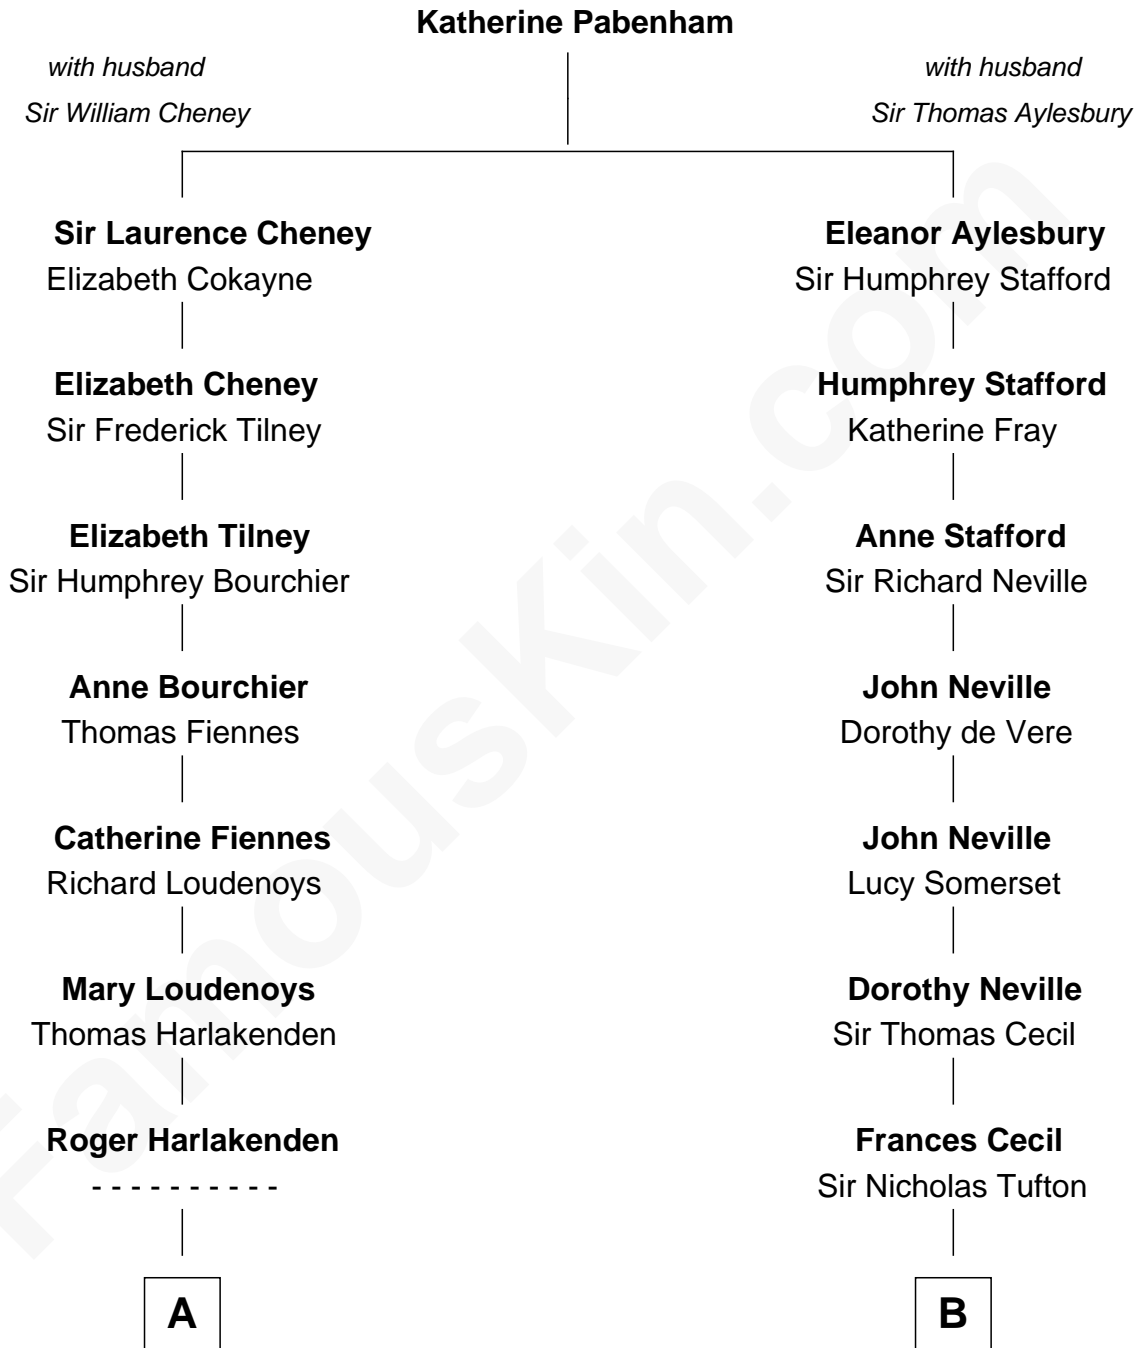 Katherine Pabenham
with husband
Sir William Cheney
with husband
Sir Thomas Aylesbury
Sir Laurence Cheney
Elizabeth Cokayne
Eleanor Aylesbury
Sir Humphrey Stafford
Elizabeth Cheney
Sir Frederick Tilney
Humphrey Stafford
Katherine Fray
Elizabeth Tilney
Sir Humphrey Bourchier
Anne Stafford
Sir Richard Neville
Anne Bourchier
Thomas Fiennes
John Neville
Dorothy de Vere
Catherine Fiennes
Richard Loudenoys
John Neville
Lucy Somerset
Mary Loudenoys
Thomas Harlakenden
Dorothy Neville
Sir Thomas Cecil
Roger Harlakenden
- - - - - - - - - -
Frances Cecil
Sir Nicholas Tufton
A
B
FamousKin.com